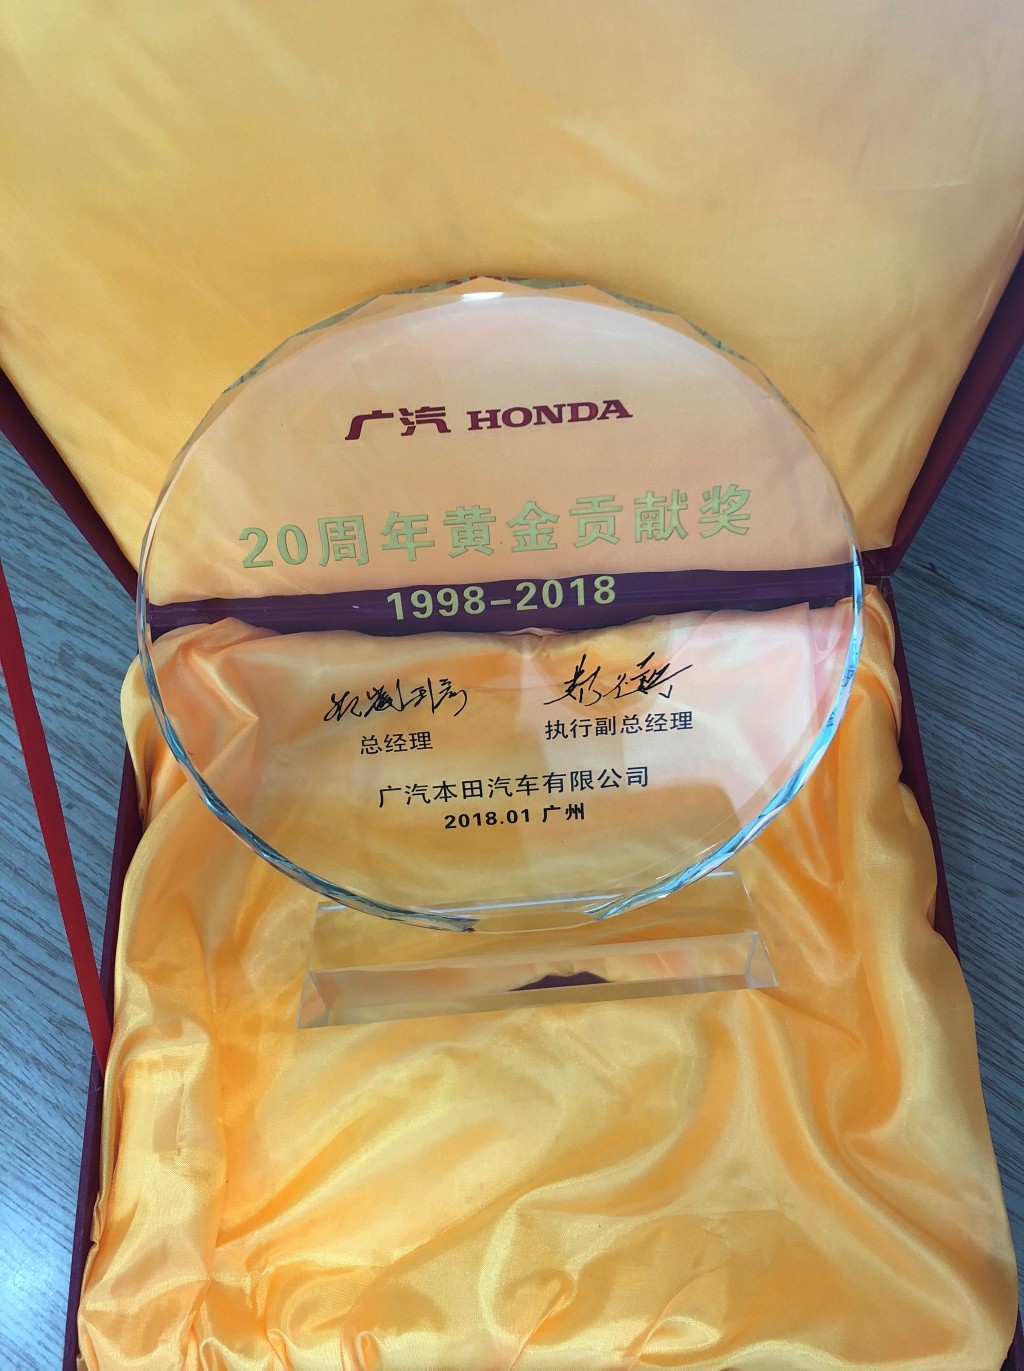 广汽 HONDA
20周年黄金贡献奖
1998-2018
总经理 执行副总经理
广汽本田汽车有限公司
2018.01 广州